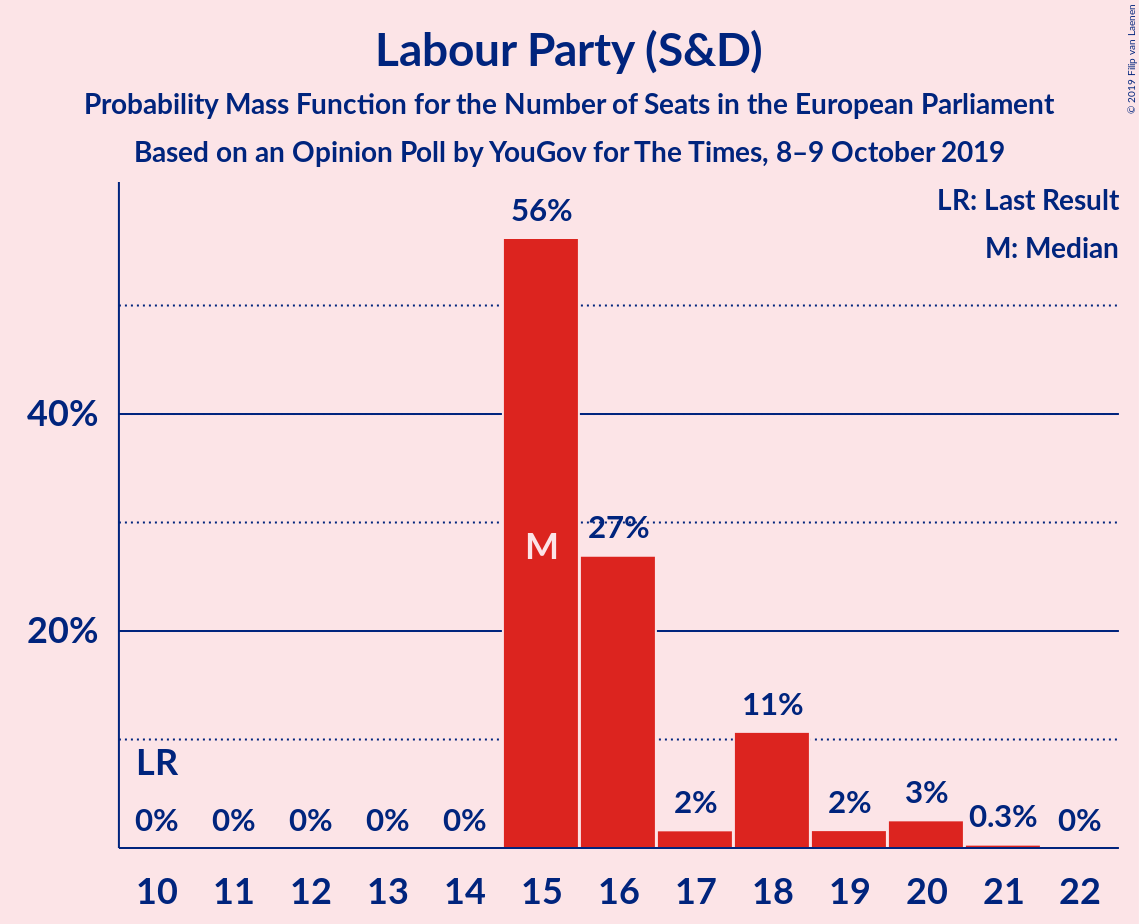 Labour Party (S&D)
Probability Mass Function for the Number of Seats in the European Parliament
Based on an Opinion Poll by YouGov for The Times, 8–9 October 2019
© 2019 Filip van Laenen
LR: Last Result
M: Median
56%
40%
27%
M
20%
11%
LR
0% 0% 0% 0% 0% 2% 2% 3% 0.3% 0%
10 11 12 13 14 15 16 17 18 19 20 21 22